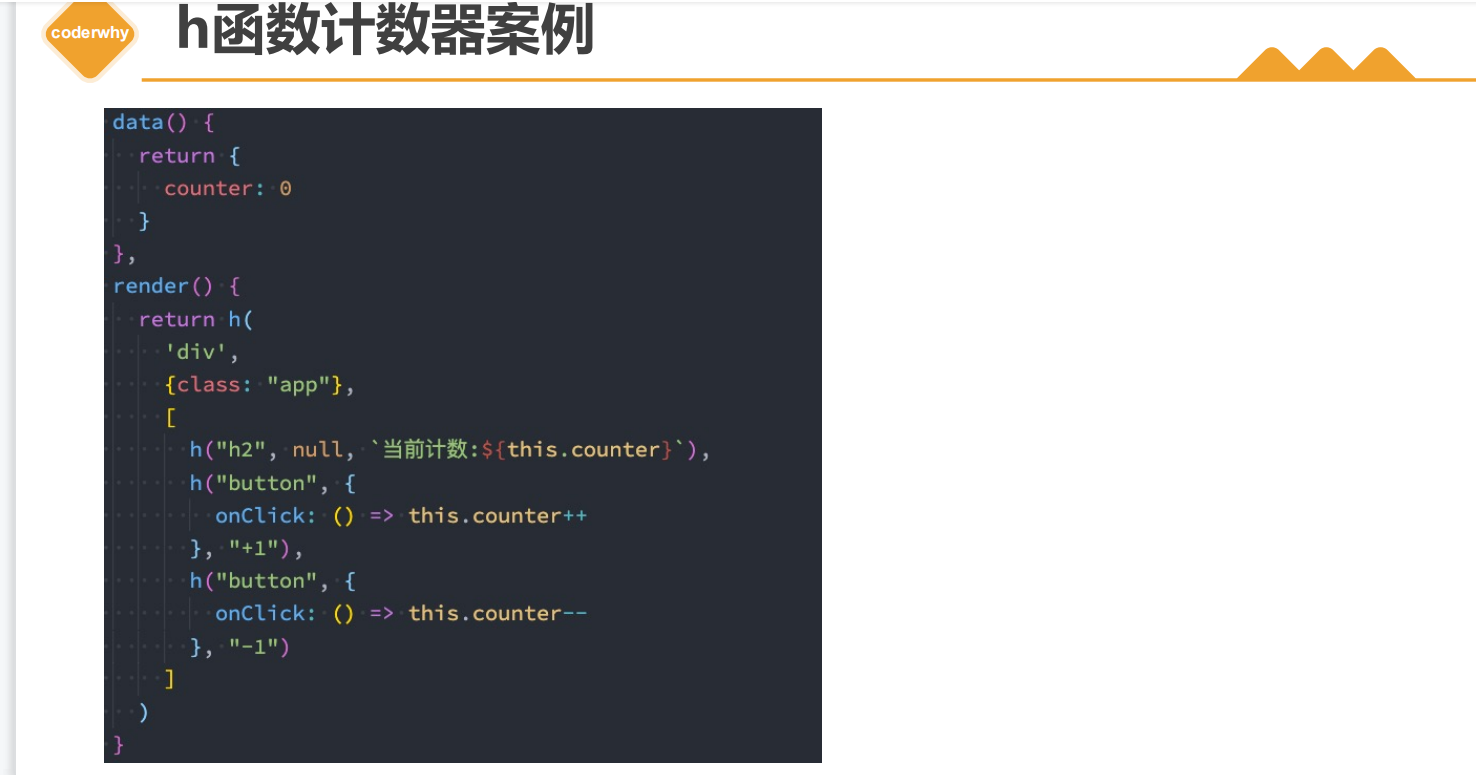 coderwhy
h函数计数器案例
data() {
  return {
    counter: 0
  }
},
render() {
  return h(
    'div',
    {class: "app"},
    [
      h("h2", null, `当前计数:${this.counter}`),
      h("button", {
        onClick: () => this.counter++
      }, "+1"),
      h("button", {
        onClick: () => this.counter--
      }, "-1")
    ]
  )
}